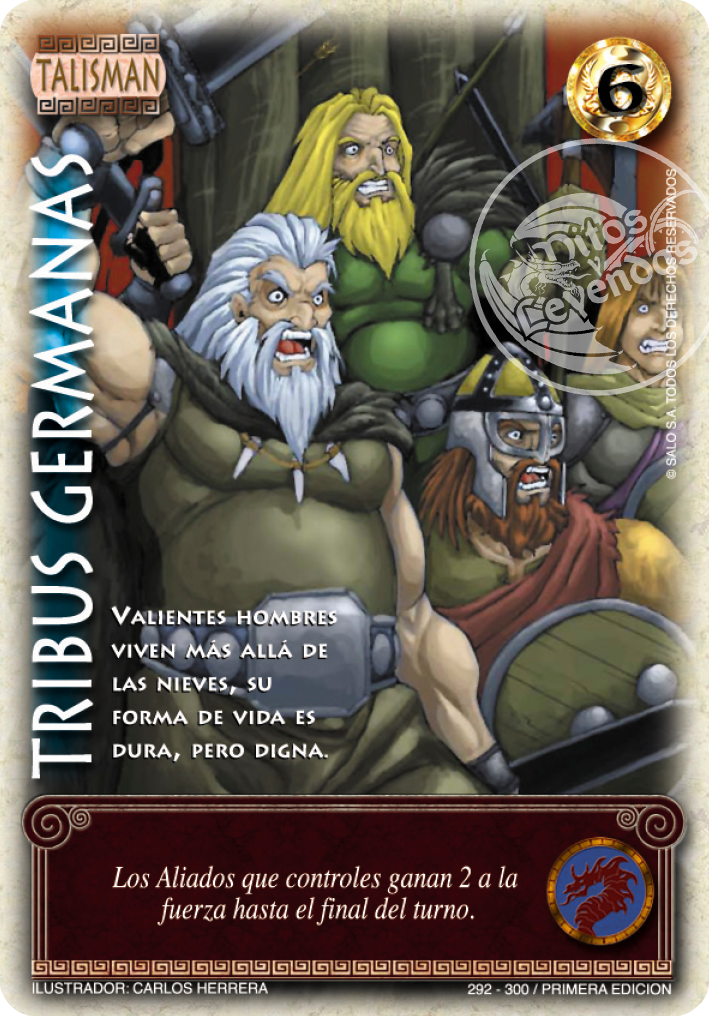 TALISMAN
6
TRIBUS GERMANAS
Mitos
y
Leyendas
© SALO S.A. TODOS LOS DERECHOS RESERVADOS
VALIENTES HOMBRES
VIVEN MÁS ALLÁ DE
LAS NIEVES, SU
FORMA DE VIDA ES
DURA, PERO DIGNA.
Los Aliados que controles ganan 2 a la
fuerza hasta el final del turno.
ILUSTRADOR: CARLOS HERRERA
292 - 300 / PRIMERA EDICION